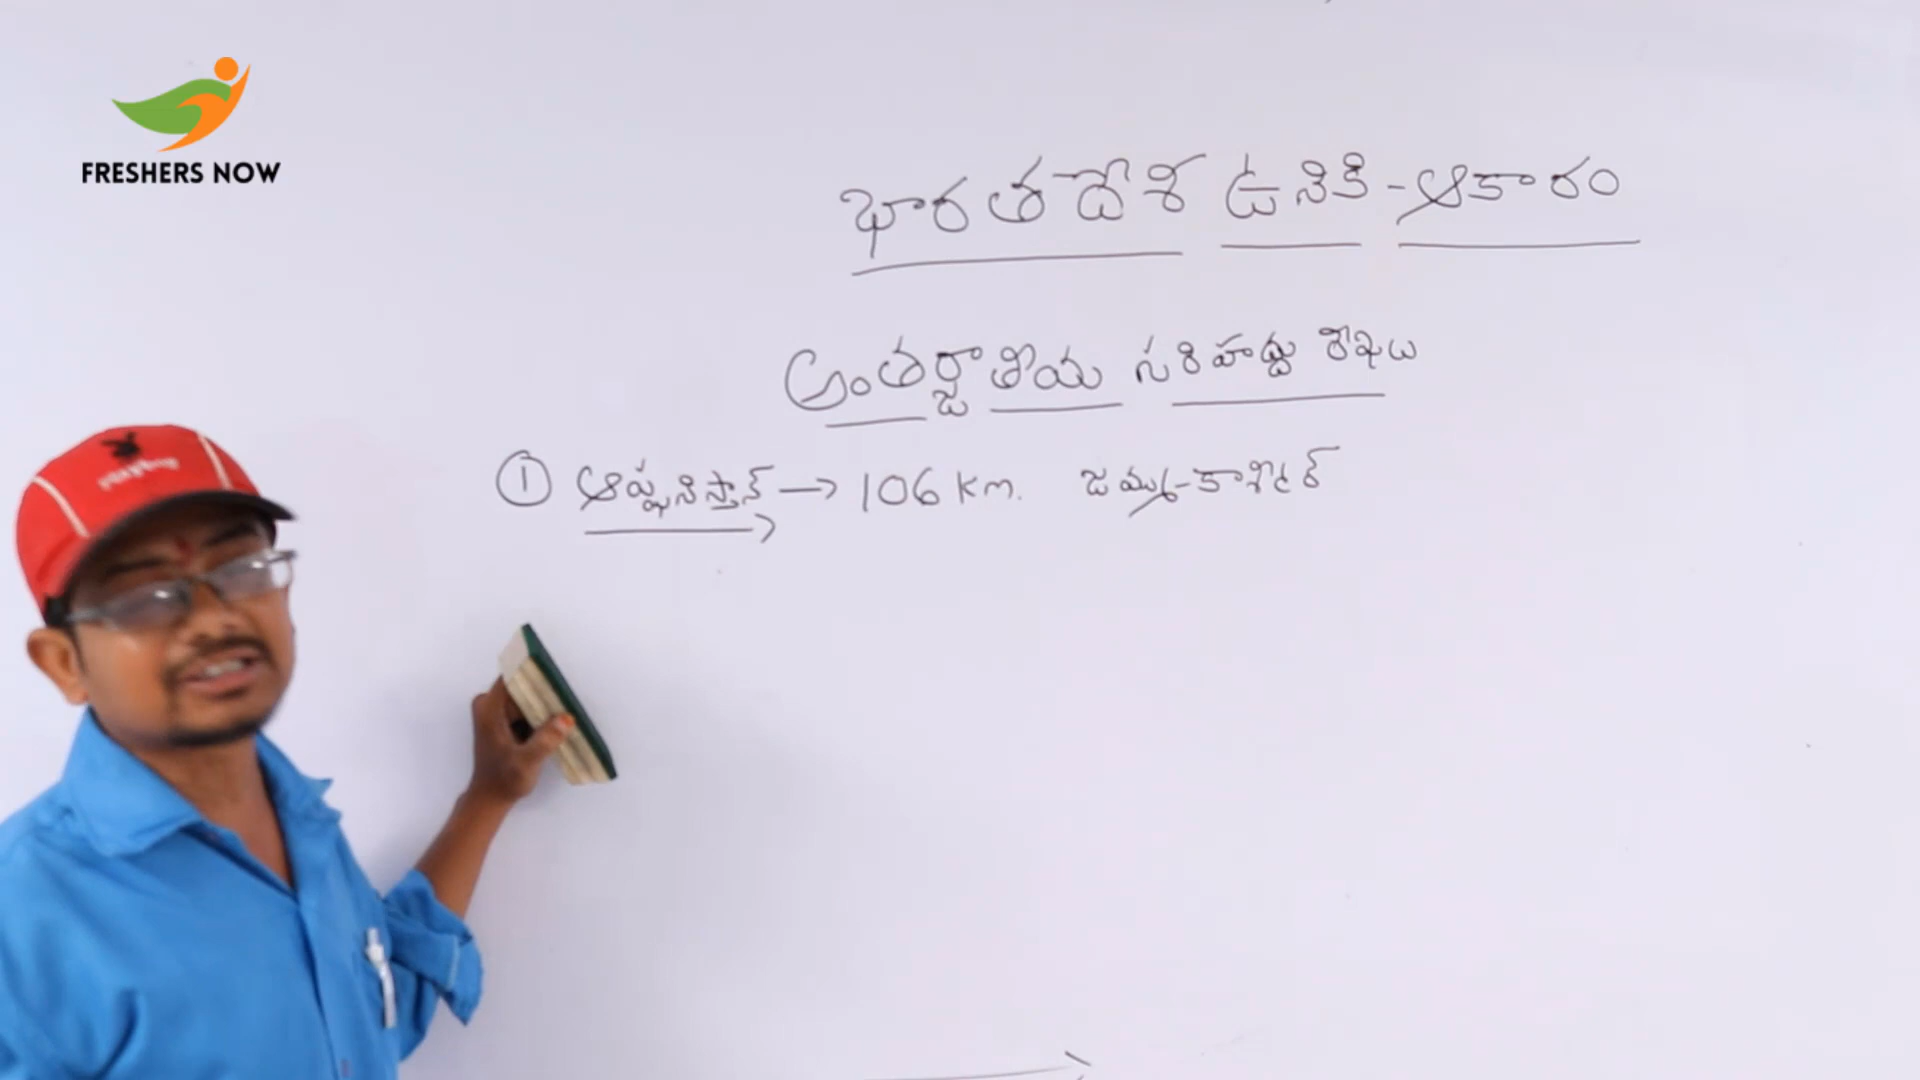 FRESHERS NOW
భారతదేశ ఉనికి - ఆకారం
అంతర్జాతీయ సరిహద్దు రేఖలు
① ఆఫ్ఘనిస్తాన్ → 106 Km. జమ్ము-కాశ్మీర్